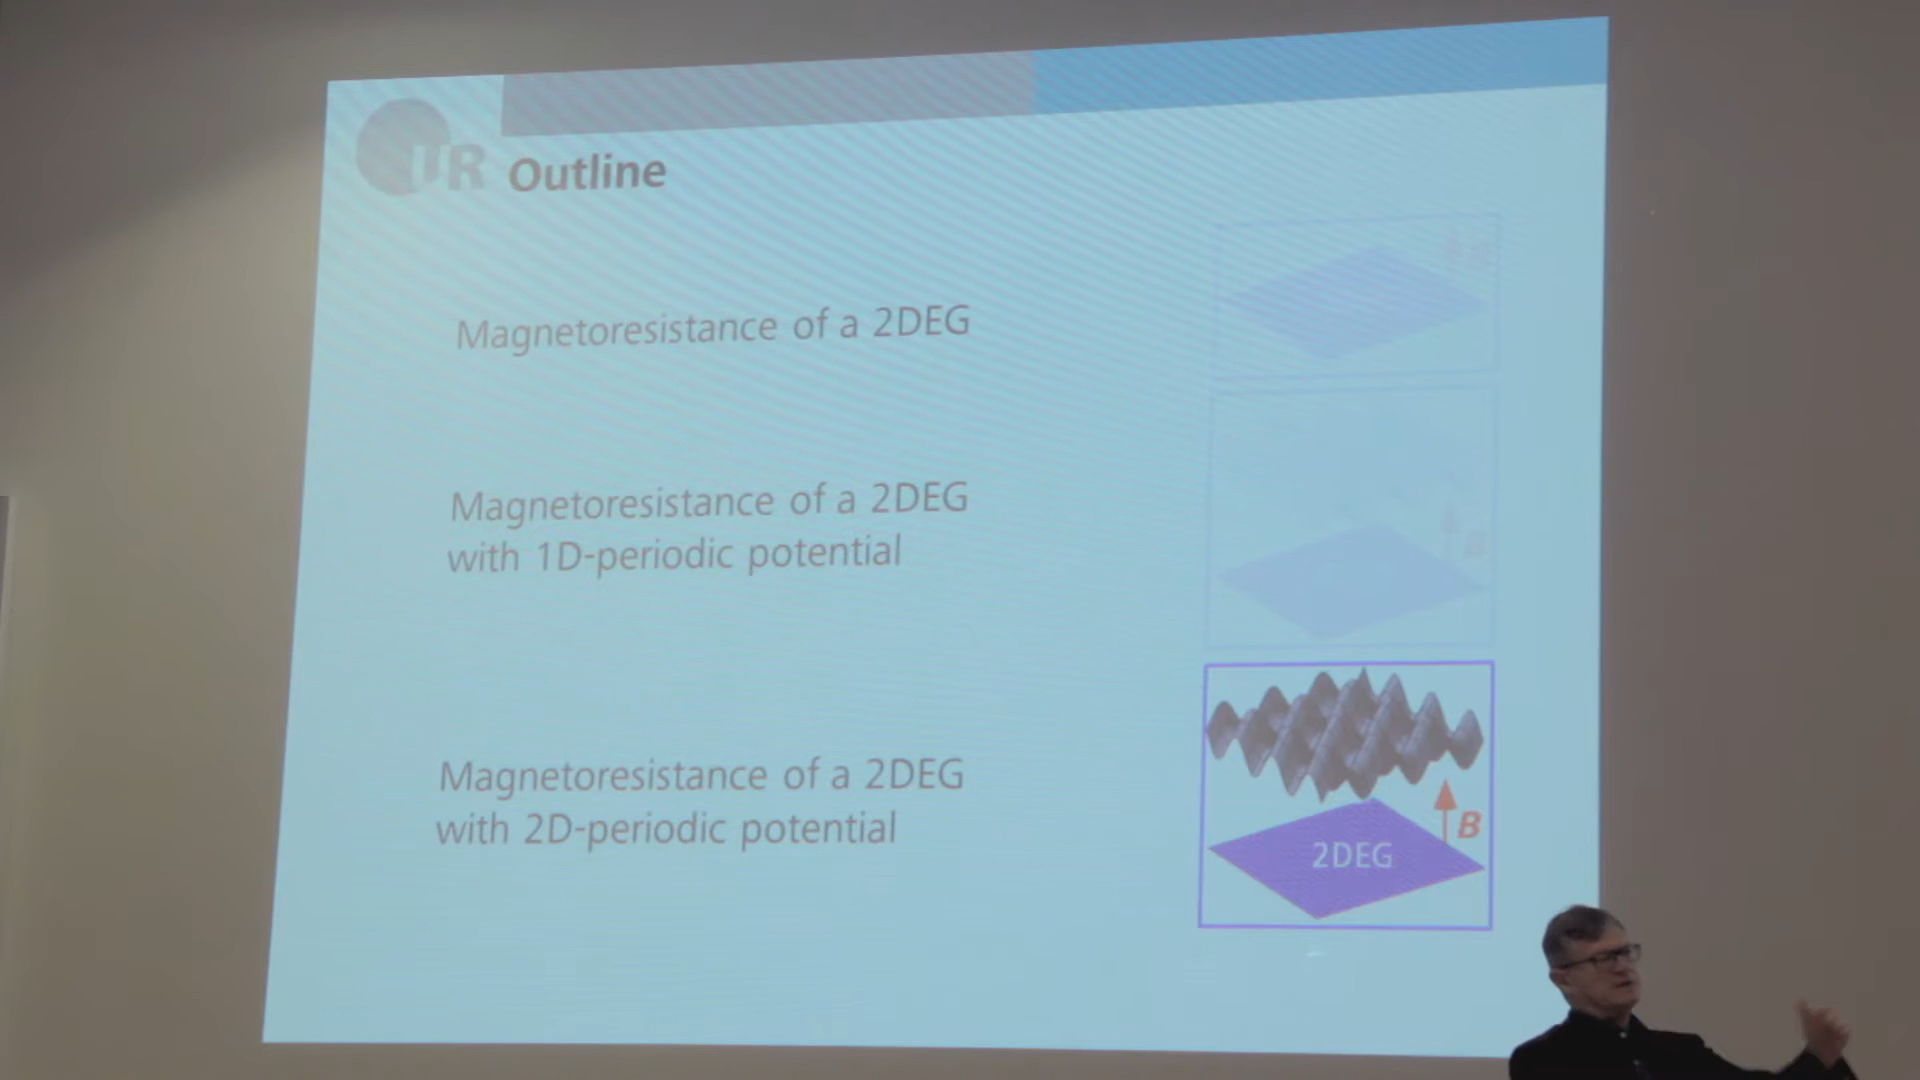 UR
Outline
Magnetoresistance of a 2DEG
Magnetoresistance of a 2DEG
with 1D-periodic potential
Magnetoresistance of a 2DEG
with 2D-periodic potential
B
2DEG